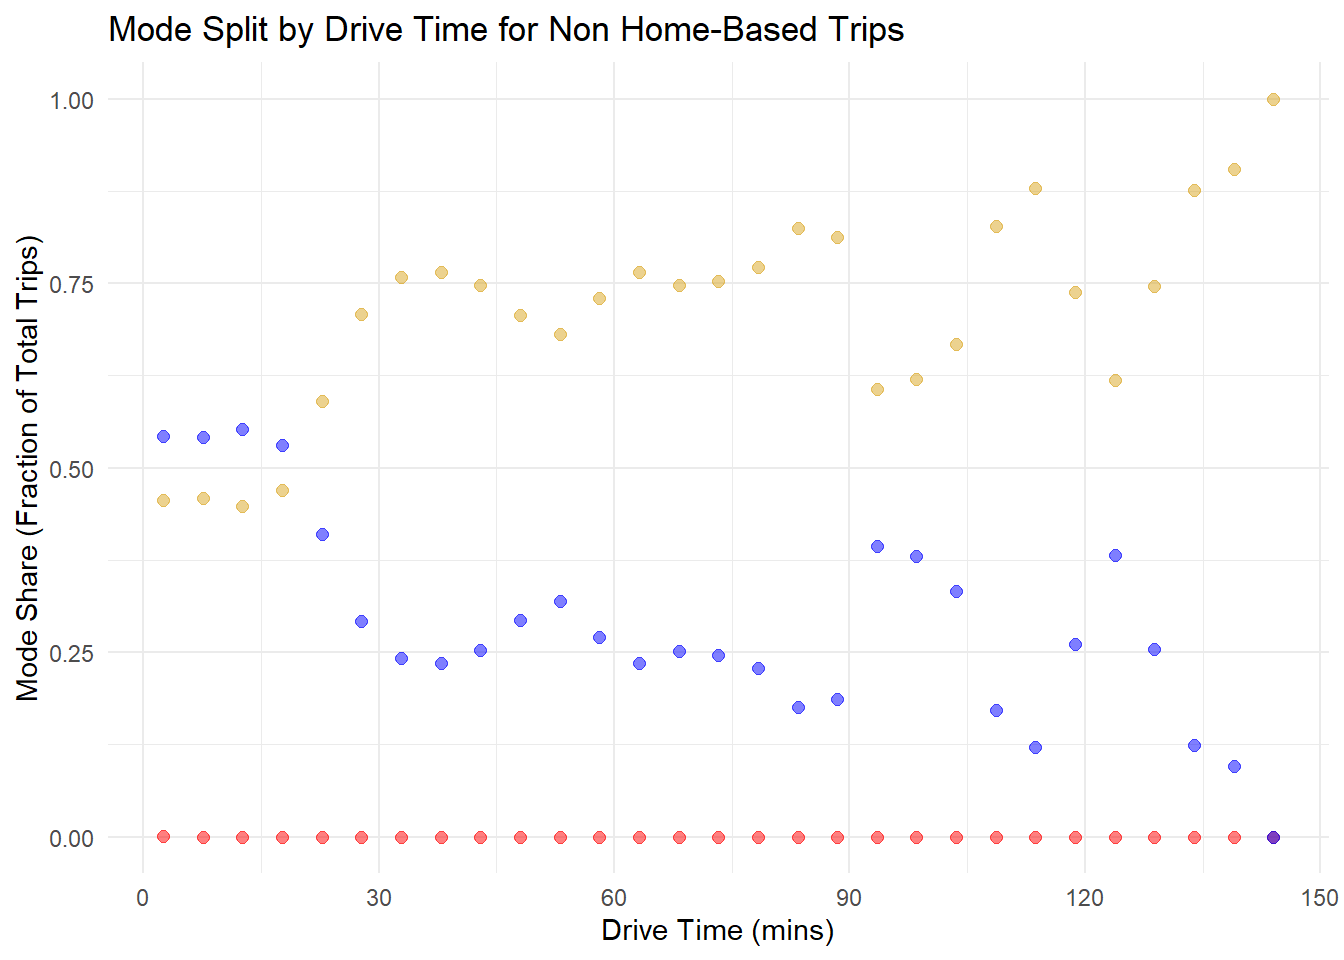 Mode Split by Drive Time for Non Home-Based Trips
Mode Share (Fraction of Total Trips)
1.00
0.75
0.50
0.25
0.00
0 30 60 90 120 150
Drive Time (mins)